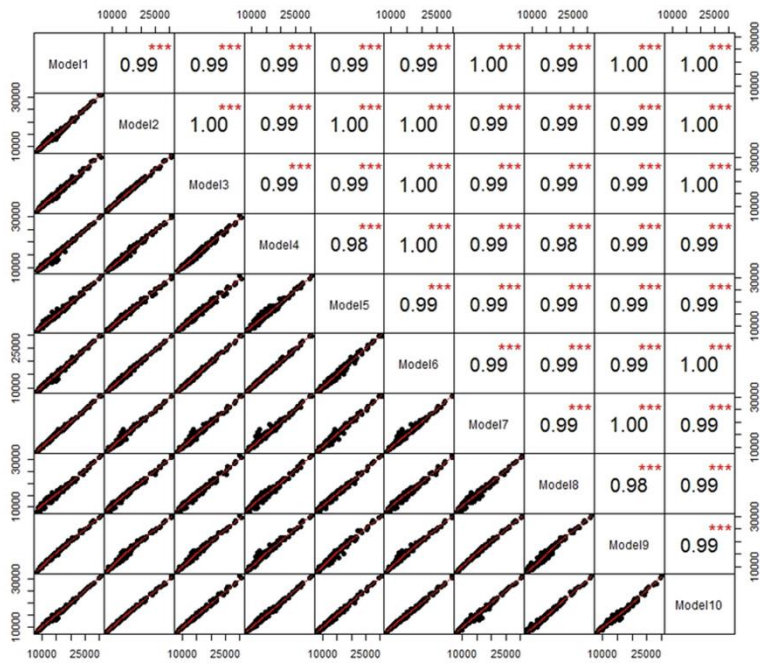 10000 25000 10000 25000 10000 25000 10000 25000 10000 25000
*** *** *** *** *** *** *** *** ***
Model1 0.99 0.99 0.99 0.99 0.99 1.00 0.99 1.00 1.00 10000 30000
*** *** *** *** *** *** *** ***
10000 30000 Model2 1.00 0.99 1.00 1.00 0.99 0.99 0.99 1.00
*** *** *** *** *** *** ***
Model3 0.99 0.99 1.00 0.99 0.99 0.99 1.00 10000 30000
*** *** *** *** *** ***
10000 30000 Model4 0.98 1.00 0.99 0.98 0.99 0.99
*** *** *** *** ***
Model5 0.99 0.99 0.99 0.99 0.99 10000 30000
*** *** *** ***
10000 25000 Model6 0.99 0.99 0.99 1.00
*** *** ***
Model7 0.99 1.00 0.99 10000 30000
*** ***
10000 30000 Model8 0.98 0.99
***
Model9 0.99 10000 30000
10000 30000 Model10
10000 25000 10000 25000 10000 25000 10000 25000 10000 25000